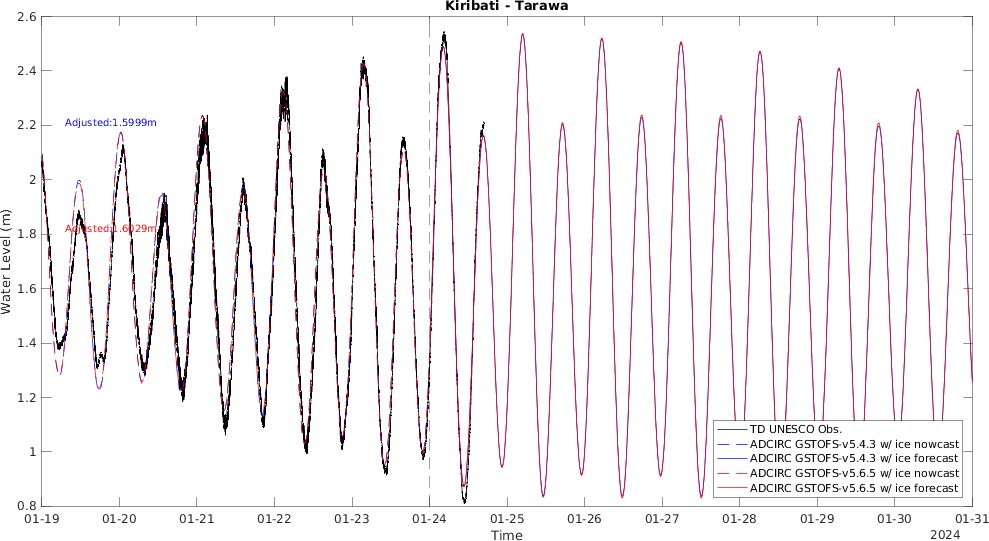 Kiribati - Tarawa
2.6
2.4
2.2
2
1.8
1.6
1.4
1.2
1
0.8
Water Level (m)
Adjusted:1.5999m
Adjusted:1.6029m
TD UNESCO Obs.
ADCIRC GSTOFS-v5.4.3 w/ ice nowcast
ADCIRC GSTOFS-v5.4.3 w/ ice forecast
ADCIRC GSTOFS-v5.6.5 w/ ice nowcast
ADCIRC GSTOFS-v5.6.5 w/ ice forecast
01-19 01-20 01-21 01-22 01-23 01-24 01-25 01-26 01-27 01-28 01-29 01-30 01-31
Time
2024